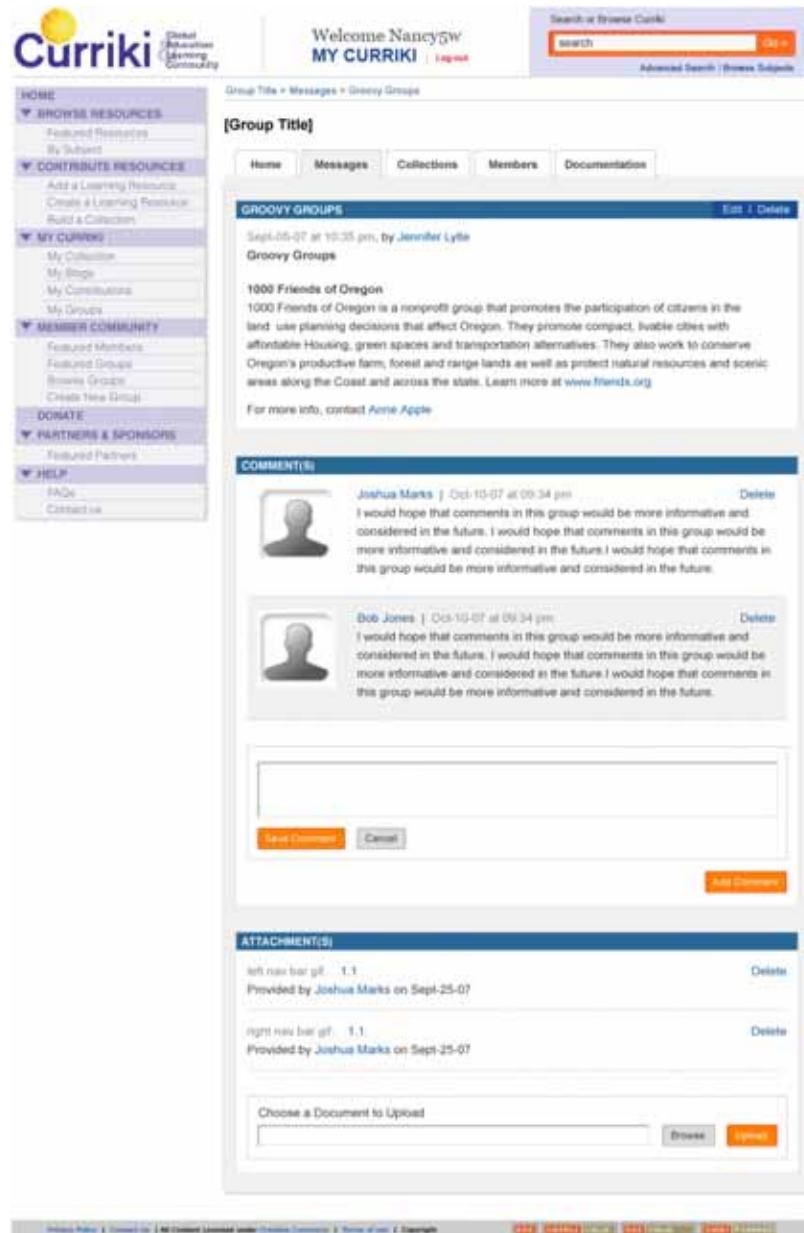 Curriki
Global
Education
& Learning
Community
Welcome Nancy5w
MY CURRIKI | Log-out
Search or Browse Curriki
search
Go »
Advanced Search | Browse Subjects
HOME
BROWSE RESOURCES
Featured Resources
By Subject
CONTRIBUTE RESOURCES
Add a Learning Resource
Create a Learning Resource
Build a Collection
MY CURRIKI
My Collection
My Blogs
My Contributions
My Groups
MEMBER COMMUNITY
Featured Members
Featured Groups
Browse Groups
Create New Group
DONATE
PARTNERS & SPONSORS
Featured Partners
HELP
FAQs
Contact us
Group Title » Messages » Groovy Groups
[Group Title]
Home
Messages
Collections
Members
Documentation
GROOVY GROUPS
Edit | Delete
Sept-05-07 at 10:35 pm, by Jennifer Lytle
Groovy Groups
1000 Friends of Oregon
1000 Friends of Oregon is a nonprofit group that promotes the participation of citizens in the
land use planning decisions that affect Oregon. They promote compact, livable cities with
affordable Housing, green spaces and transportation alternatives. They also work to conserve
Oregon's productive farm, forest and range lands as well as protect natural resources and scenic
areas along the Coast and across the state. Learn more at www.friends.org
For more info, contact Anne Apple
COMMENT(S)
Joshua Marks | Oct-10-07 at 09:34 pm
Delete
I would hope that comments in this group would be more informative and
considered in the future. I would hope that comments in this group would be
more informative and considered in the future.I would hope that comments in
this group would be more informative and considered in the future.
Bob Jones | Oct-10-07 at 09:34 pm
Delete
I would hope that comments in this group would be more informative and
considered in the future. I would hope that comments in this group would be
more informative and considered in the future.I would hope that comments in
this group would be more informative and considered in the future.
Save Comment
Cancel
Add Comment
ATTACHMENT(S)
left nav bar gif 1.1
Delete
Provided by Joshua Marks on Sept-25-07
right nav bar gif 1.1
Delete
Provided by Joshua Marks on Sept-25-07
Choose a Document to Upload
Browse
Upload
Privacy Policy | Contact Us | All Content Licensed under Creative Commons | Terms of use | Copyright